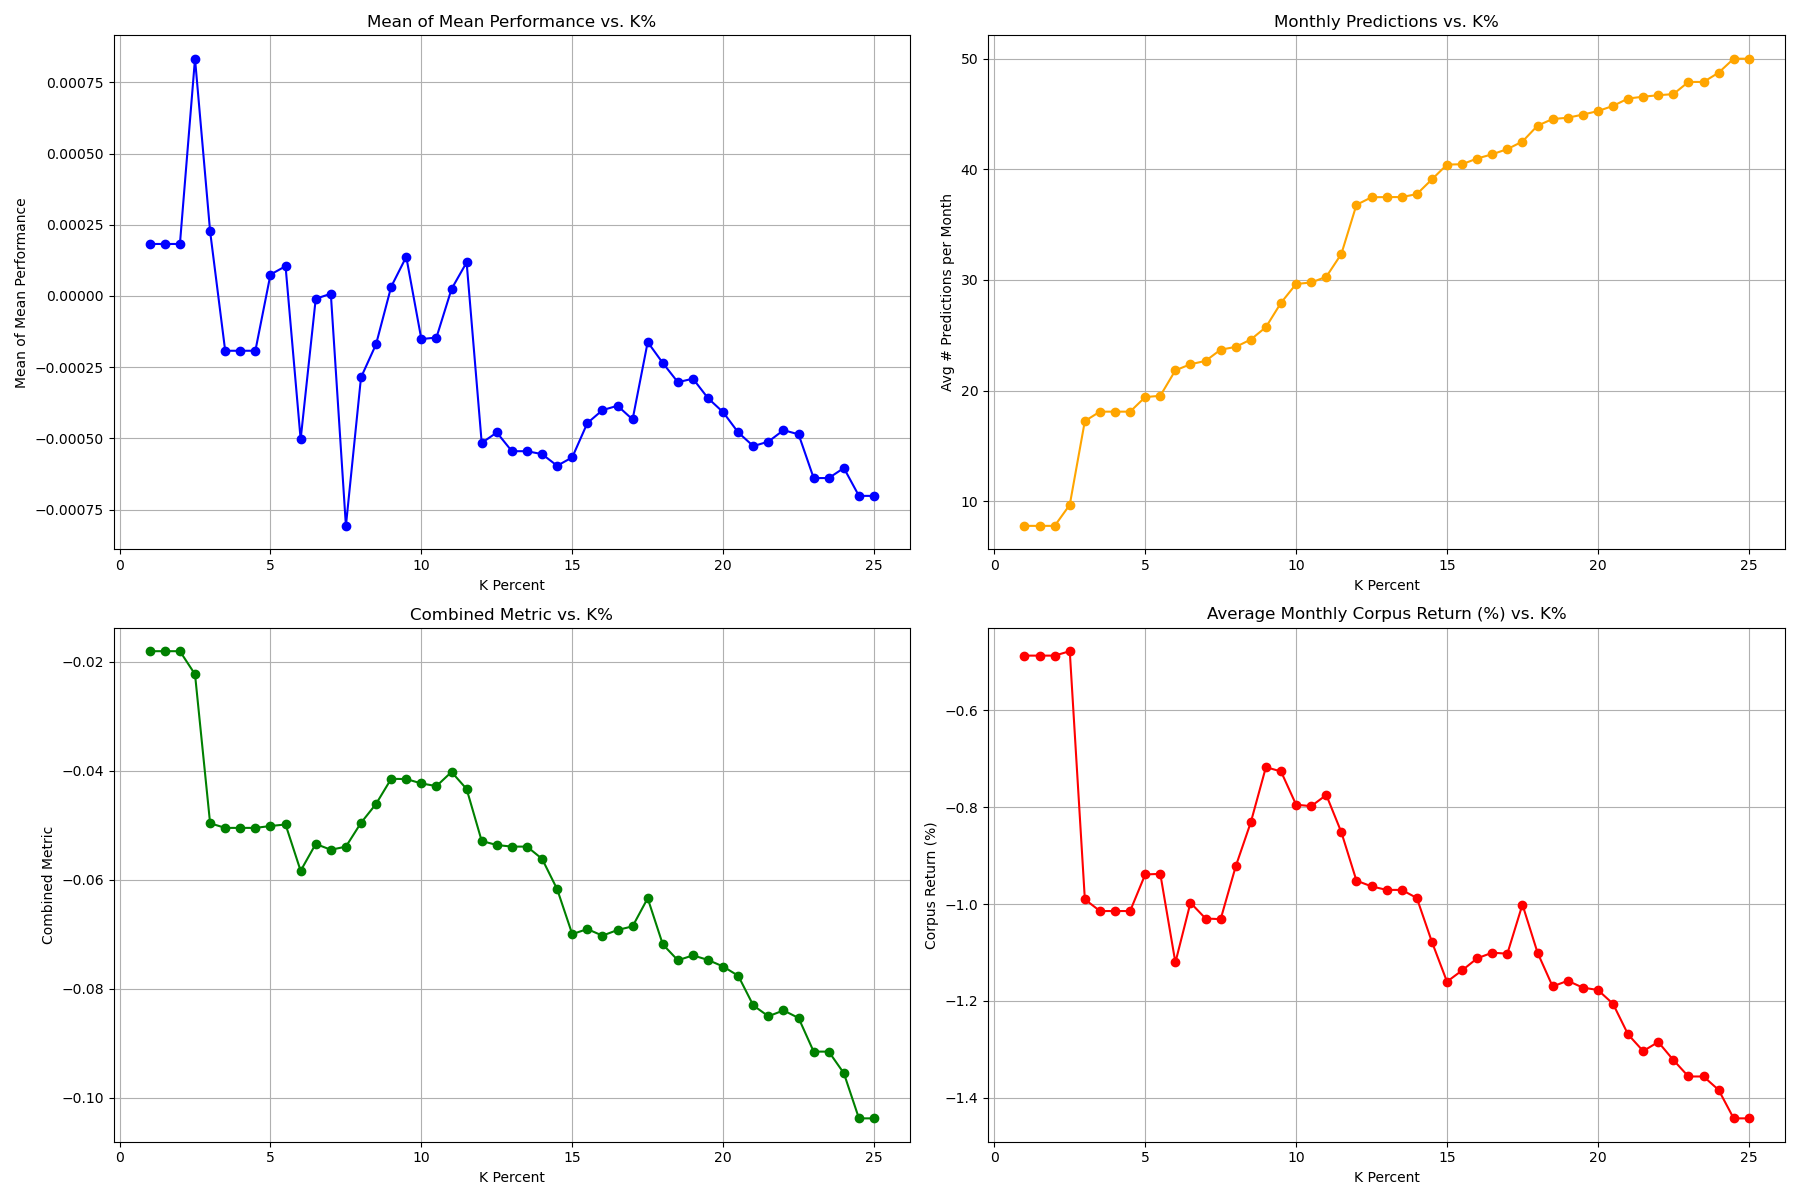 Mean of Mean Performance vs. K%
Mean of Mean Performance
0.00075
0.00050
0.00025
0.00000
−0.00025
−0.00050
−0.00075
0 5 10 15 20 25
K Percent
Monthly Predictions vs. K%
Avg # Predictions per Month
50
40
30
20
10
0 5 10 15 20 25
K Percent
Combined Metric vs. K%
Combined Metric
−0.02
−0.04
−0.06
−0.08
−0.10
0 5 10 15 20 25
K Percent
Average Monthly Corpus Return (%) vs. K%
Corpus Return (%)
−0.6
−0.8
−1.0
−1.2
−1.4
0 5 10 15 20 25
K Percent